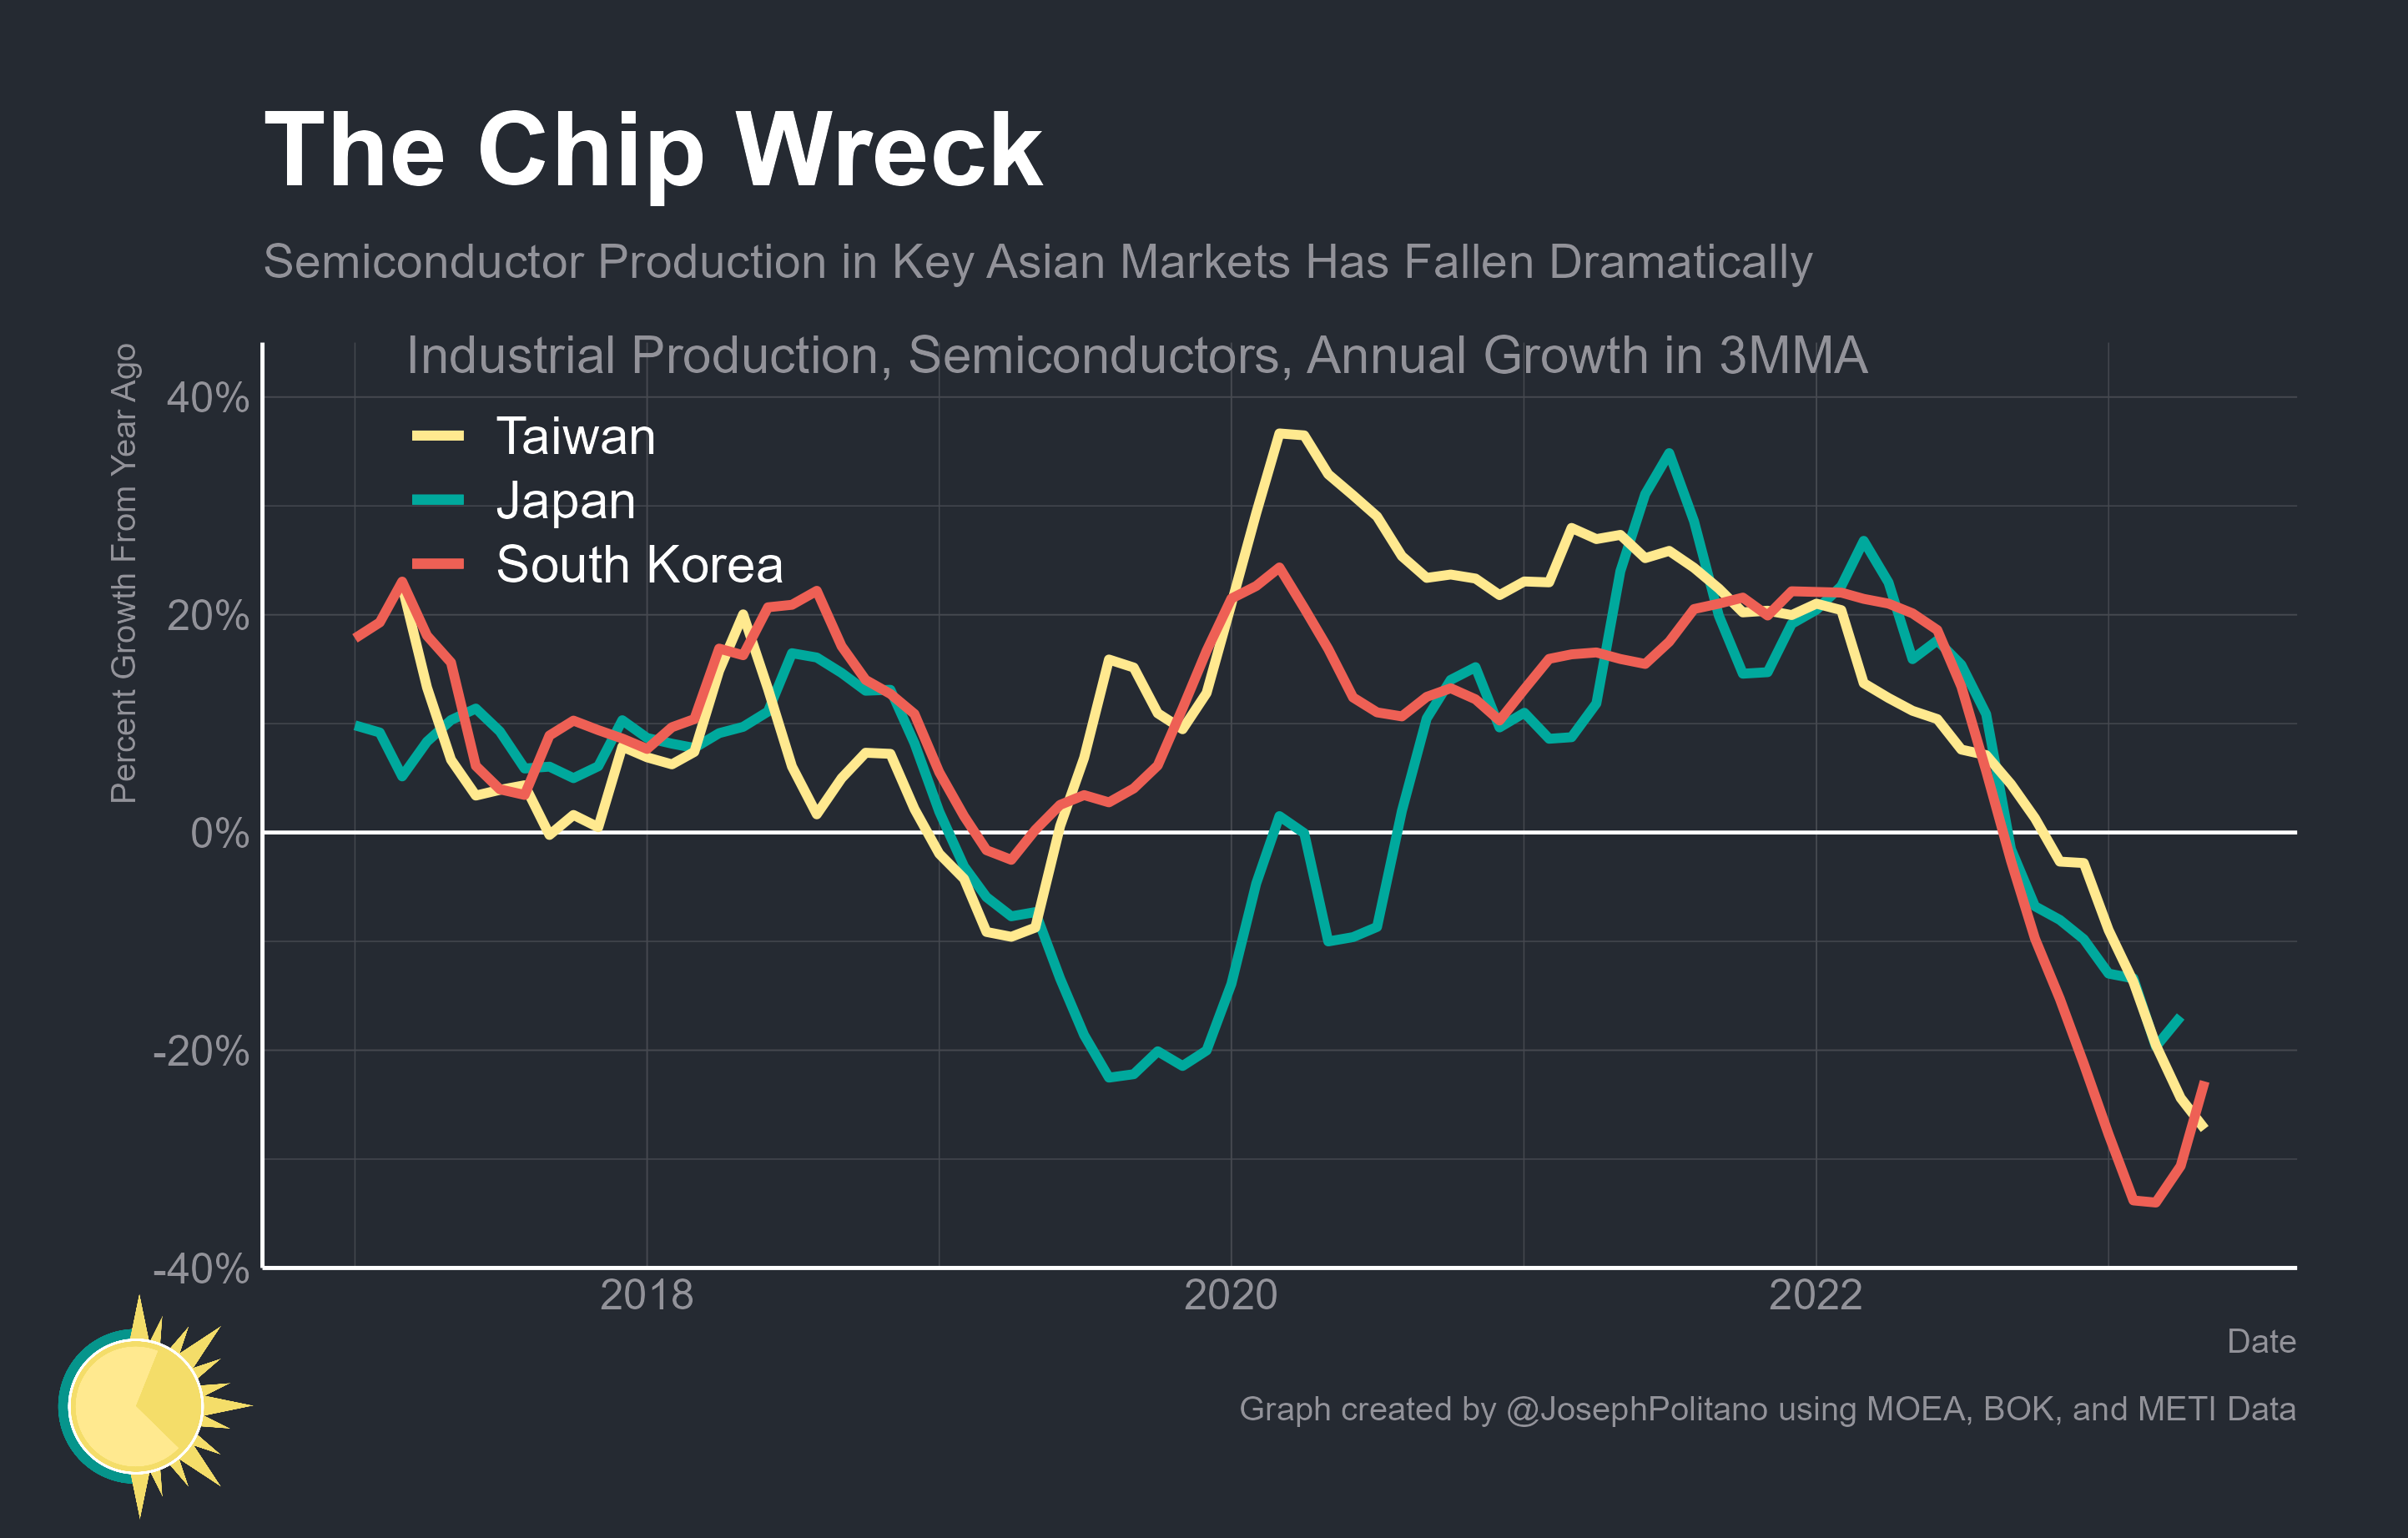 The Chip Wreck
Semiconductor Production in Key Asian Markets Has Fallen Dramatically
Industrial Production, Semiconductors, Annual Growth in 3MMA
Taiwan
Japan
South Korea
Percent Growth From Year Ago
40%
20%
0%
-20%
-40%
2018 2020 2022
Date
Graph created by @JosephPolitano using MOEA, BOK, and METI Data